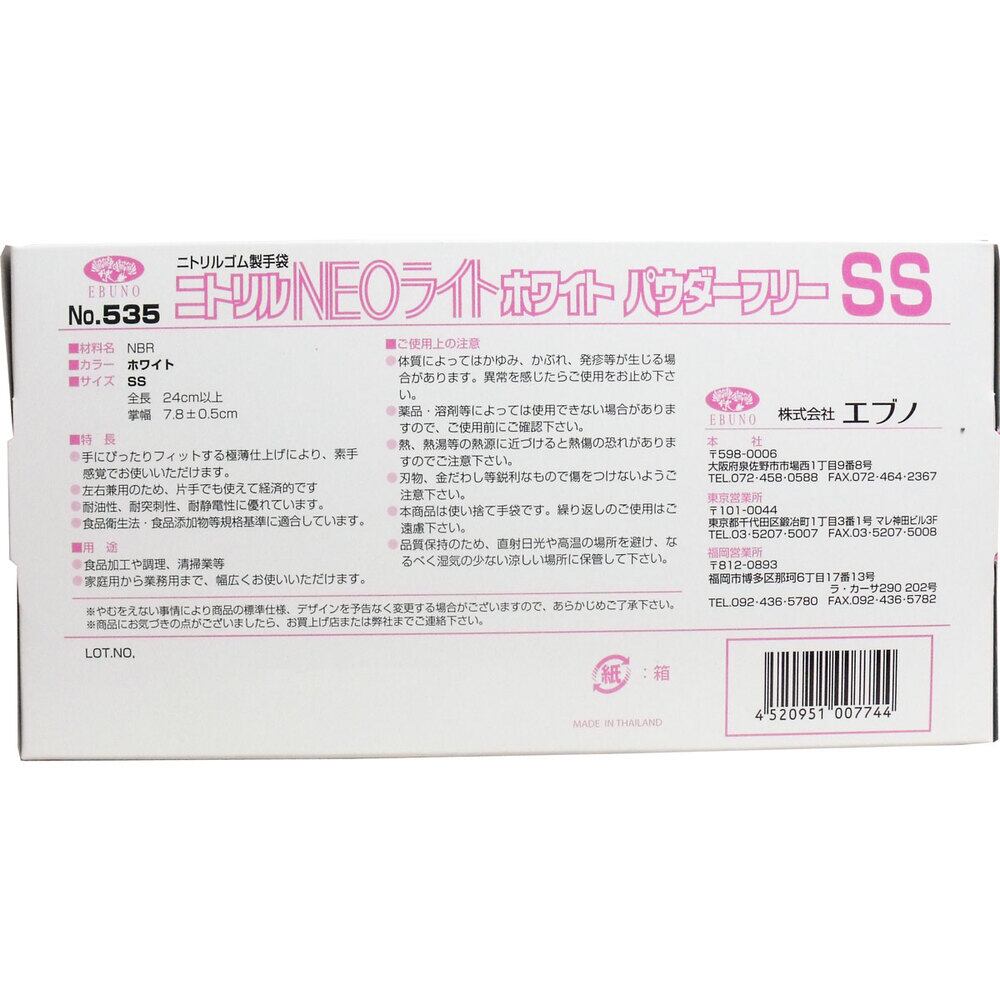 EBUNO
No.535
ニトリルゴム製手袋
ニトリルNEOライトホワイト パウダーフリー SS
■材料名 NBR
■カラー ホワイト
■サイズ SS
全長 24cm以上
掌幅 7.8±0.5cm
■特長
●手にぴったりフィットする極薄仕上げにより、素手
感覚でお使いいただけます。
●左右兼用のため、片手でも使えて経済的です
●耐油性、耐突刺性、耐静電性に優れています。
●食品衛生法・食品添加物等規格基準に適合しています。
■用途
●食品加工や調理、清掃業等
●家庭用から業務用まで、幅広くお使いいただけます。
■ご使用上の注意
●体質によってはかゆみ、かぶれ、発疹等が生じる場
合があります。異常を感じたらご使用をお止め下さ
い。
●薬品・溶剤等によっては使用できない場合がありま
すので、ご使用前にご確認下さい。
●熱、熱湯等の熱源に近づけると熱傷の恐れがありま
すのでご注意下さい。
●刃物、金だわし等鋭利なもので傷をつけないようご
注意下さい。
●本商品は使い捨て手袋です。繰り返しのご使用はご
遠慮下さい。
●品質保持のため、直射日光や高温の場所を避け、な
るべく湿気の少ない涼しい場所に保管して下さい。
EBUNO 株式会社 エブノ
本社
〒598-0006
大阪府泉佐野市市場西1丁目9番8号
TEL.072-458-0588 FAX.072-464-2367
東京営業所
〒101-0044
東京都千代田区鍛冶町1丁目3番1号 マレ神田ビル3F
TEL.03-5207-5007 FAX.03-5207-5008
福岡営業所
〒812-0893
福岡市博多区那珂6丁目17番13号
ラ・カーサ290 202号
TEL.092-436-5780 FAX.092-436-5782
※やむをえない事情により商品の標準仕様、デザインを予告なく変更する場合がございますので、あらかじめご了承下さい。
※商品にお気づきの点がございましたら、お買上げ店または弊社までご連絡下さい。
LOT.NO.
紙 : 箱
MADE IN THAILAND
4 520951 007744